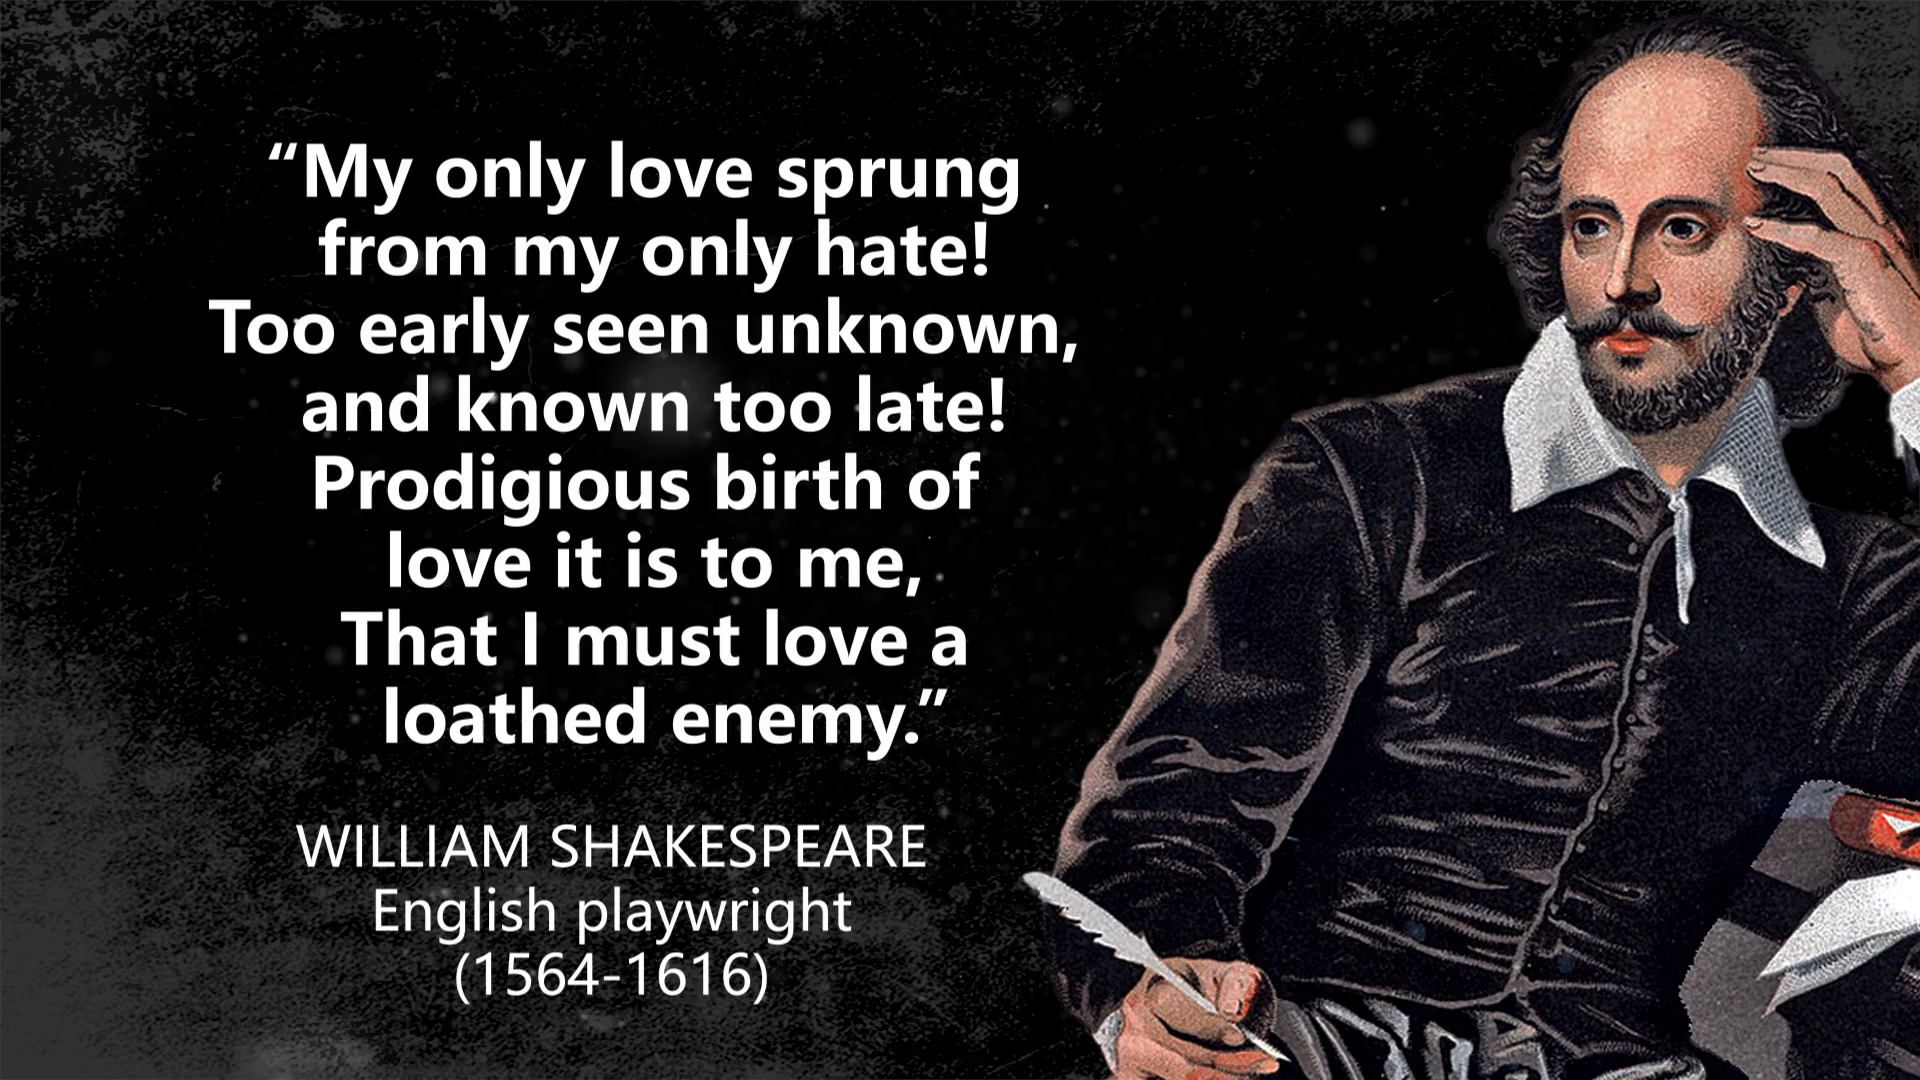 “My only love sprung
from my only hate!
Too early seen unknown,
and known too late!
Prodigious birth of
love it is to me,
That I must love a
loathed enemy.”
WILLIAM SHAKESPEARE
English playwright
(1564-1616)